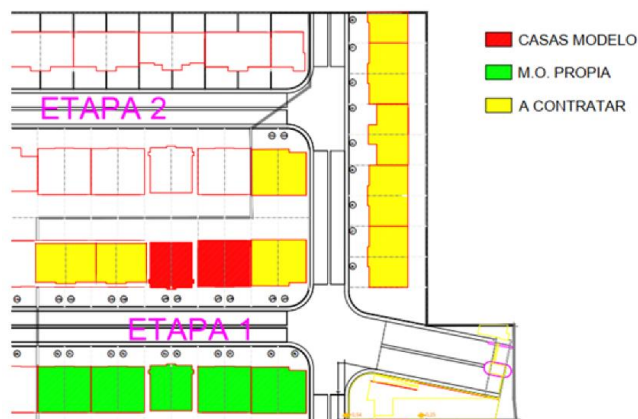 CASAS MODELO
M.O. PROPIA
A CONTRATAR
ETAPA 2
ETAPA 1